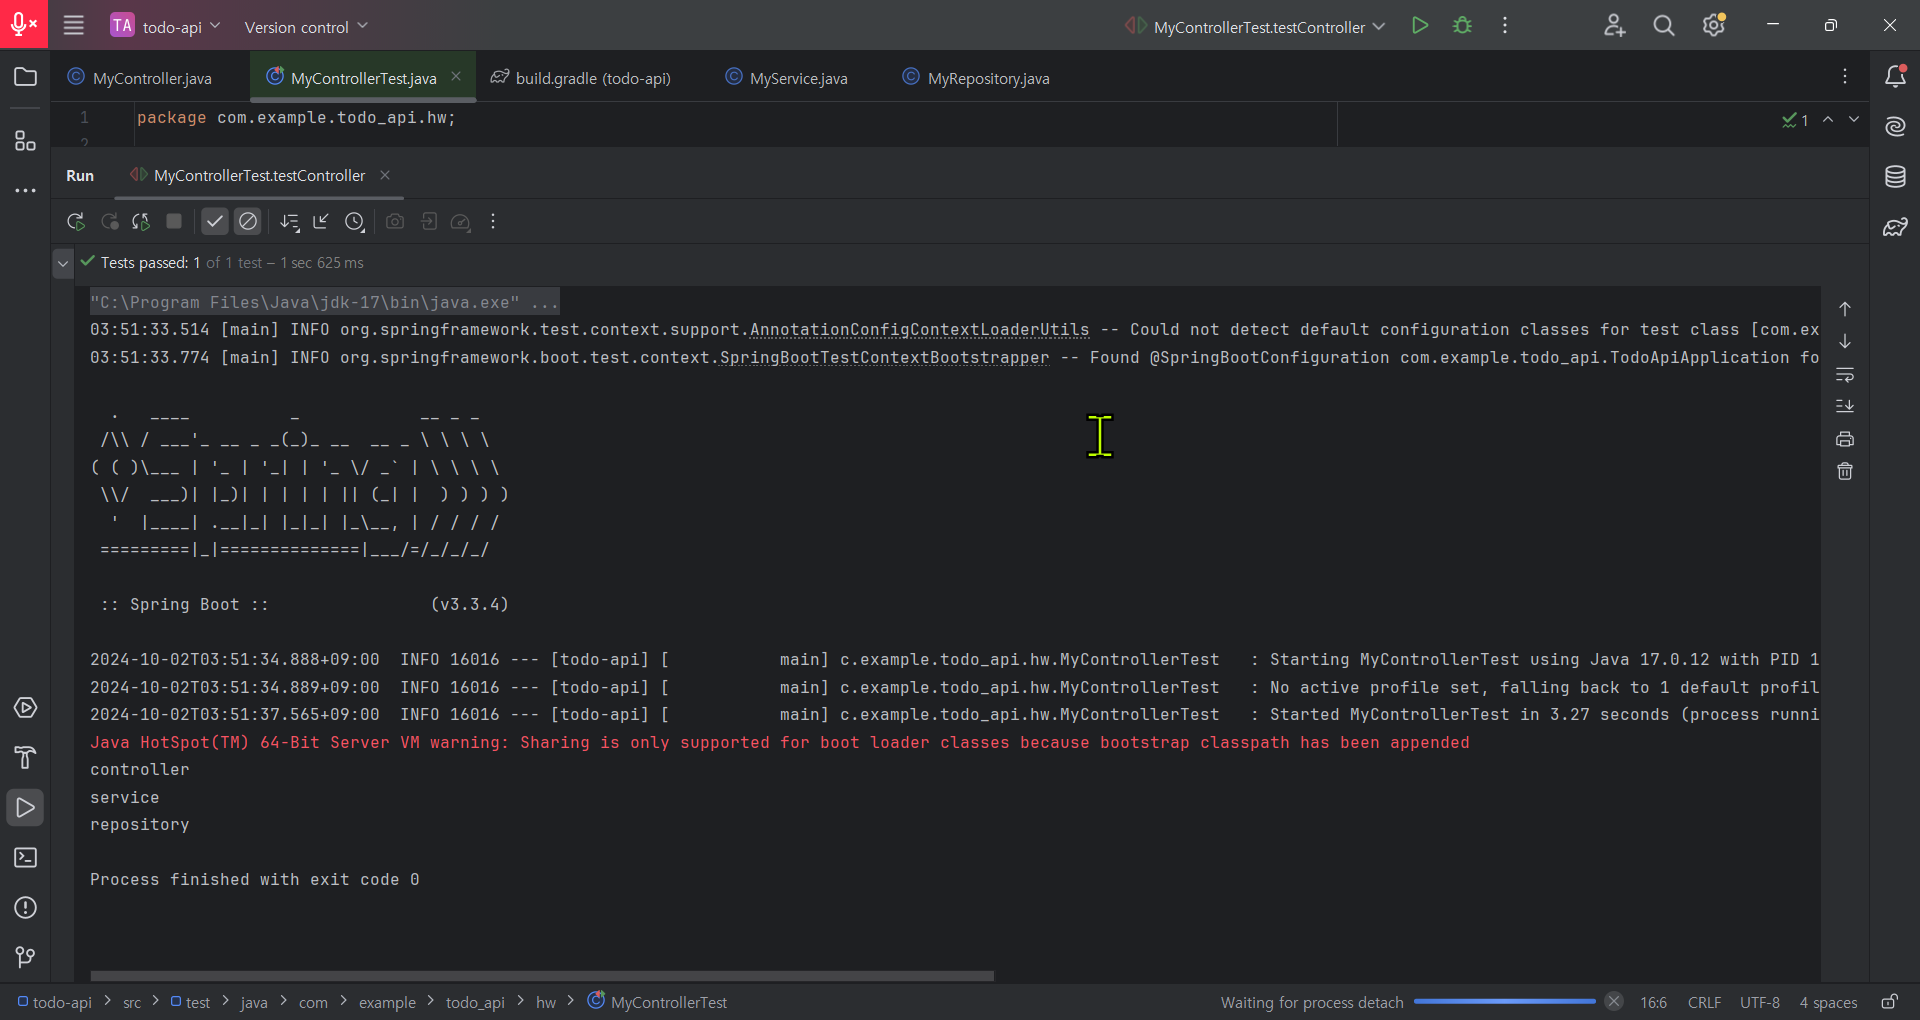 TA todo-api Version control MyControllerTest.testController
MyController.java MyControllerTest.java build.gradle (todo-api) MyService.java MyRepository.java
1 package com.example.todo_api.hw; 1
2
Run MyControllerTest.testController
Tests passed: 1 of 1 test – 1 sec 625 ms
"C:\Program Files\Java\jdk-17\bin\java.exe" ...
03:51:33.514 [main] INFO org.springframework.test.context.support.AnnotationConfigContextLoaderUtils -- Could not detect default configuration classes for test class [com.ex
03:51:33.774 [main] INFO org.springframework.boot.test.context.SpringBootTestContextBootstrapper -- Found @SpringBootConfiguration com.example.todo_api.TodoApiApplication fo
  .   ____          _            __ _ _
 /\\ / ___'_ __ _ _(_)_ __  __ _ \ \ \ \
( ( )\___ | '_ | '_| | '_ \/ _` | \ \ \ \
 \\/  ___)| |_)| | | | | || (_| |  ) ) ) )
  '  |____| .__|_| |_|_| |_\__, | / / / /
 =========|_|==============|___/=/_/_/_/
 :: Spring Boot ::                (v3.3.4)
2024-10-02T03:51:34.888+09:00  INFO 16016 --- [todo-api] [           main] c.example.todo_api.hw.MyControllerTest   : Starting MyControllerTest using Java 17.0.12 with PID 1
2024-10-02T03:51:34.889+09:00  INFO 16016 --- [todo-api] [           main] c.example.todo_api.hw.MyControllerTest   : No active profile set, falling back to 1 default profil
2024-10-02T03:51:37.565+09:00  INFO 16016 --- [todo-api] [           main] c.example.todo_api.hw.MyControllerTest   : Started MyControllerTest in 3.27 seconds (process runni
Java HotSpot(TM) 64-Bit Server VM warning: Sharing is only supported for boot loader classes because bootstrap classpath has been appended
controller
service
repository
Process finished with exit code 0
todo-api > src > test > java > com > example > todo_api > hw > MyControllerTest Waiting for process detach 16:6 CRLF UTF-8 4 spaces